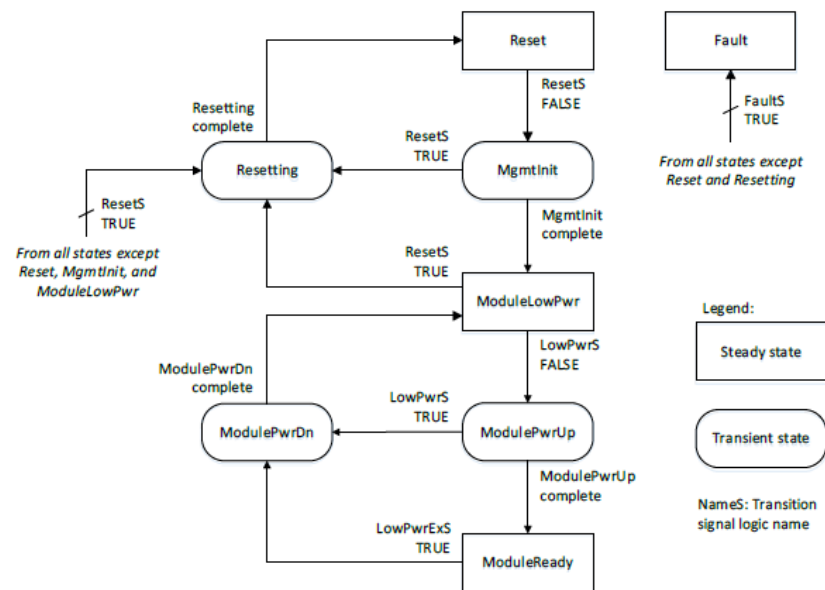 Reset
Fault
ResetS
FALSE
FaultS
TRUE
Resetting
complete
ResetS
TRUE
Resetting
MgmtInit
From all states except
Reset and Resetting
ResetS
TRUE
MgmtInit
complete
From all states except
Reset, MgmtInit, and
ModuleLowPwr
ResetS
TRUE
ModuleLowPwr
Legend:
Steady state
LowPwrS
FALSE
ModulePwrDn
complete
LowPwrS
TRUE
ModulePwrDn
ModulePwrUp
Transient state
ModulePwrUp
complete
NameS: Transition
signal logic name
LowPwrExS
TRUE
ModuleReady